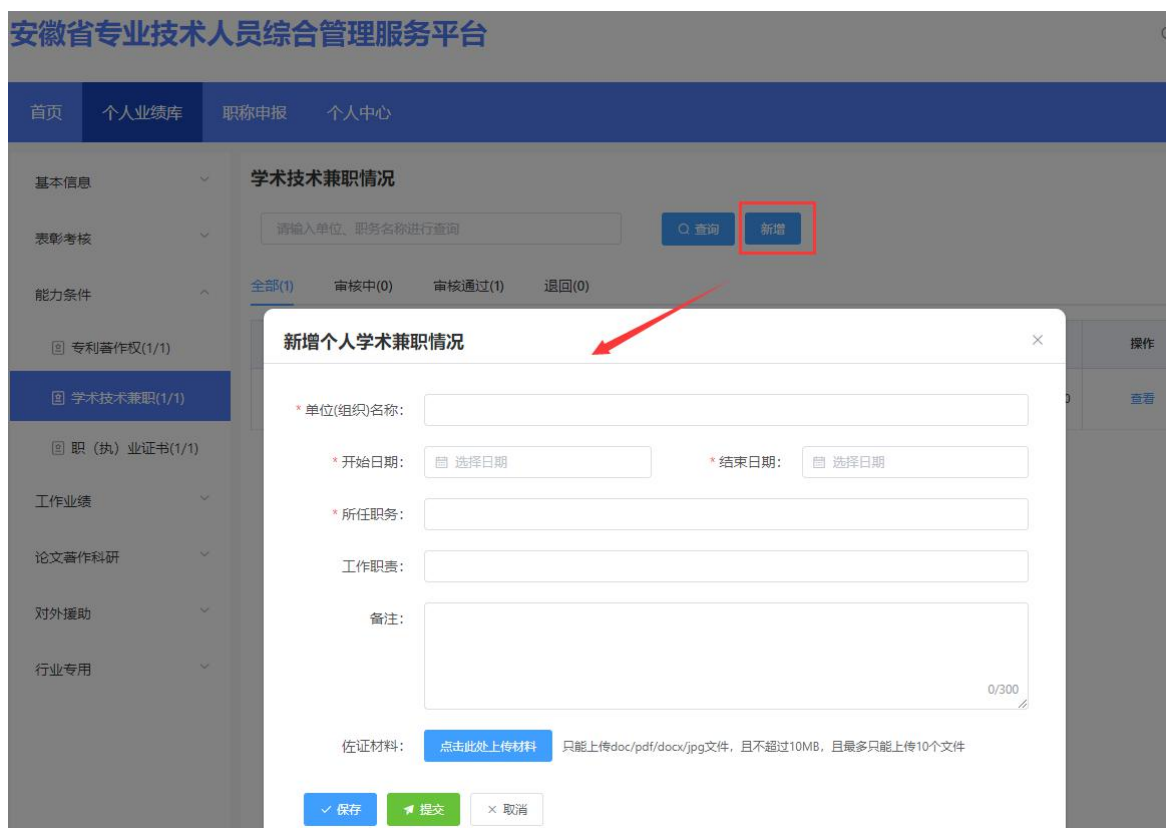 安徽省专业技术人员综合管理服务平台
首页 个人业绩库 职称申报 个人中心
基本信息
表彰考核
能力条件
专利著作权(1/1)
学术技术兼职(1/1)
职（执）业证书(1/1)
工作业绩
论文著作科研
对外援助
行业专用
学术技术兼职情况
请输入单位、职务名称进行查询 查询 新增
全部(1) 审核中(0) 审核通过(1) 退回(0)
操作
查看
新增个人学术兼职情况
* 单位(组织)名称：
* 开始日期： 选择日期 * 结束日期： 选择日期
* 所任职务：
工作职责：
备注：
0/300
佐证材料： 点击此处上传材料 只能上传doc/pdf/docx/jpg文件，且不超过10MB，且最多只能上传10个文件
保存 提交 取消